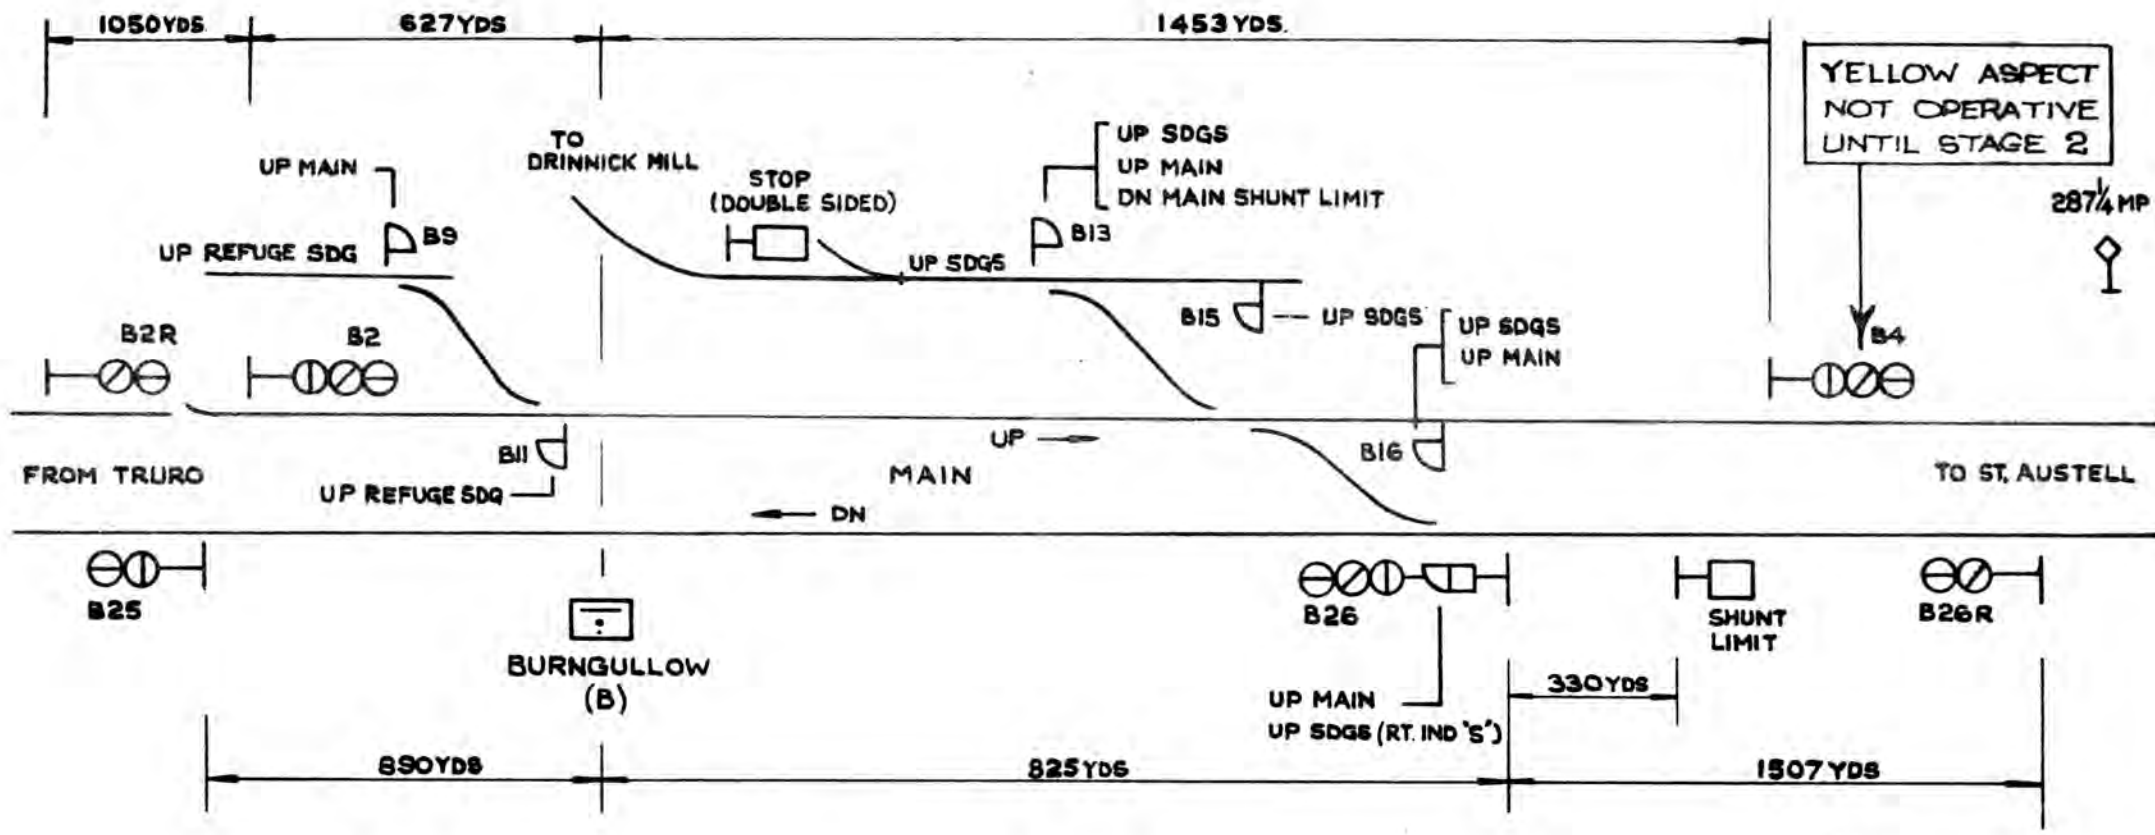 1050YDS.
627YDS
1453YDS.
YELLOW ASPECT
NOT OPERATIVE
UNTIL STAGE 2
287¼ MP
TO
DRINNICK MILL
UP MAIN
B9
UP REFUGE SDG
STOP
(DOUBLE SIDED)
UP SDGS
UP MAIN
DN MAIN SHUNT LIMIT
B13
UP SDGS
B15
UP SDGS
UP SDGS
UP MAIN
B16
B2R
B2
B4
B11
UP REFUGE SDG
UP
FROM TRURO
MAIN
TO ST. AUSTELL
DN
B25
BURNGULLOW
(B)
B26
UP MAIN
UP SDGS (RT. IND 'S')
SHUNT
LIMIT
B26R
330YDS
890YDS
825YDS
1507YDS